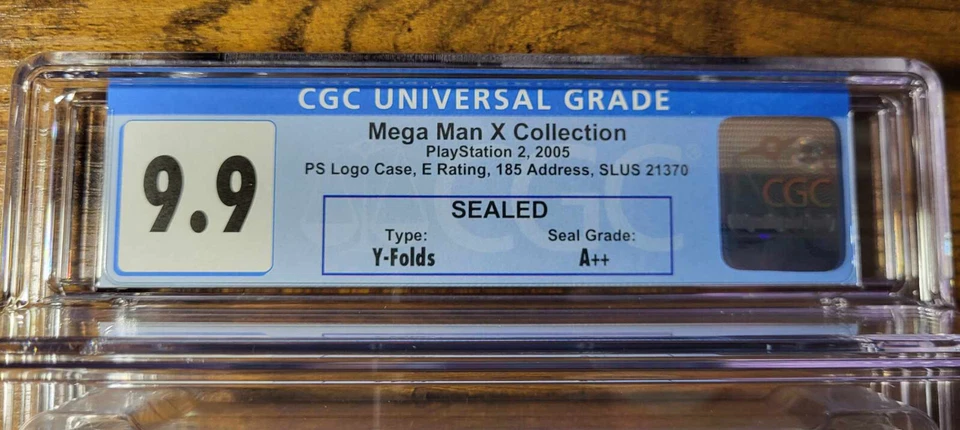 CGC UNIVERSAL GRADE
9.9
Mega Man X Collection
PlayStation 2, 2005
PS Logo Case, E Rating, 185 Address, SLUS 21370
SEALED
Type: Seal Grade:
Y-Folds A++
CGC
CGC